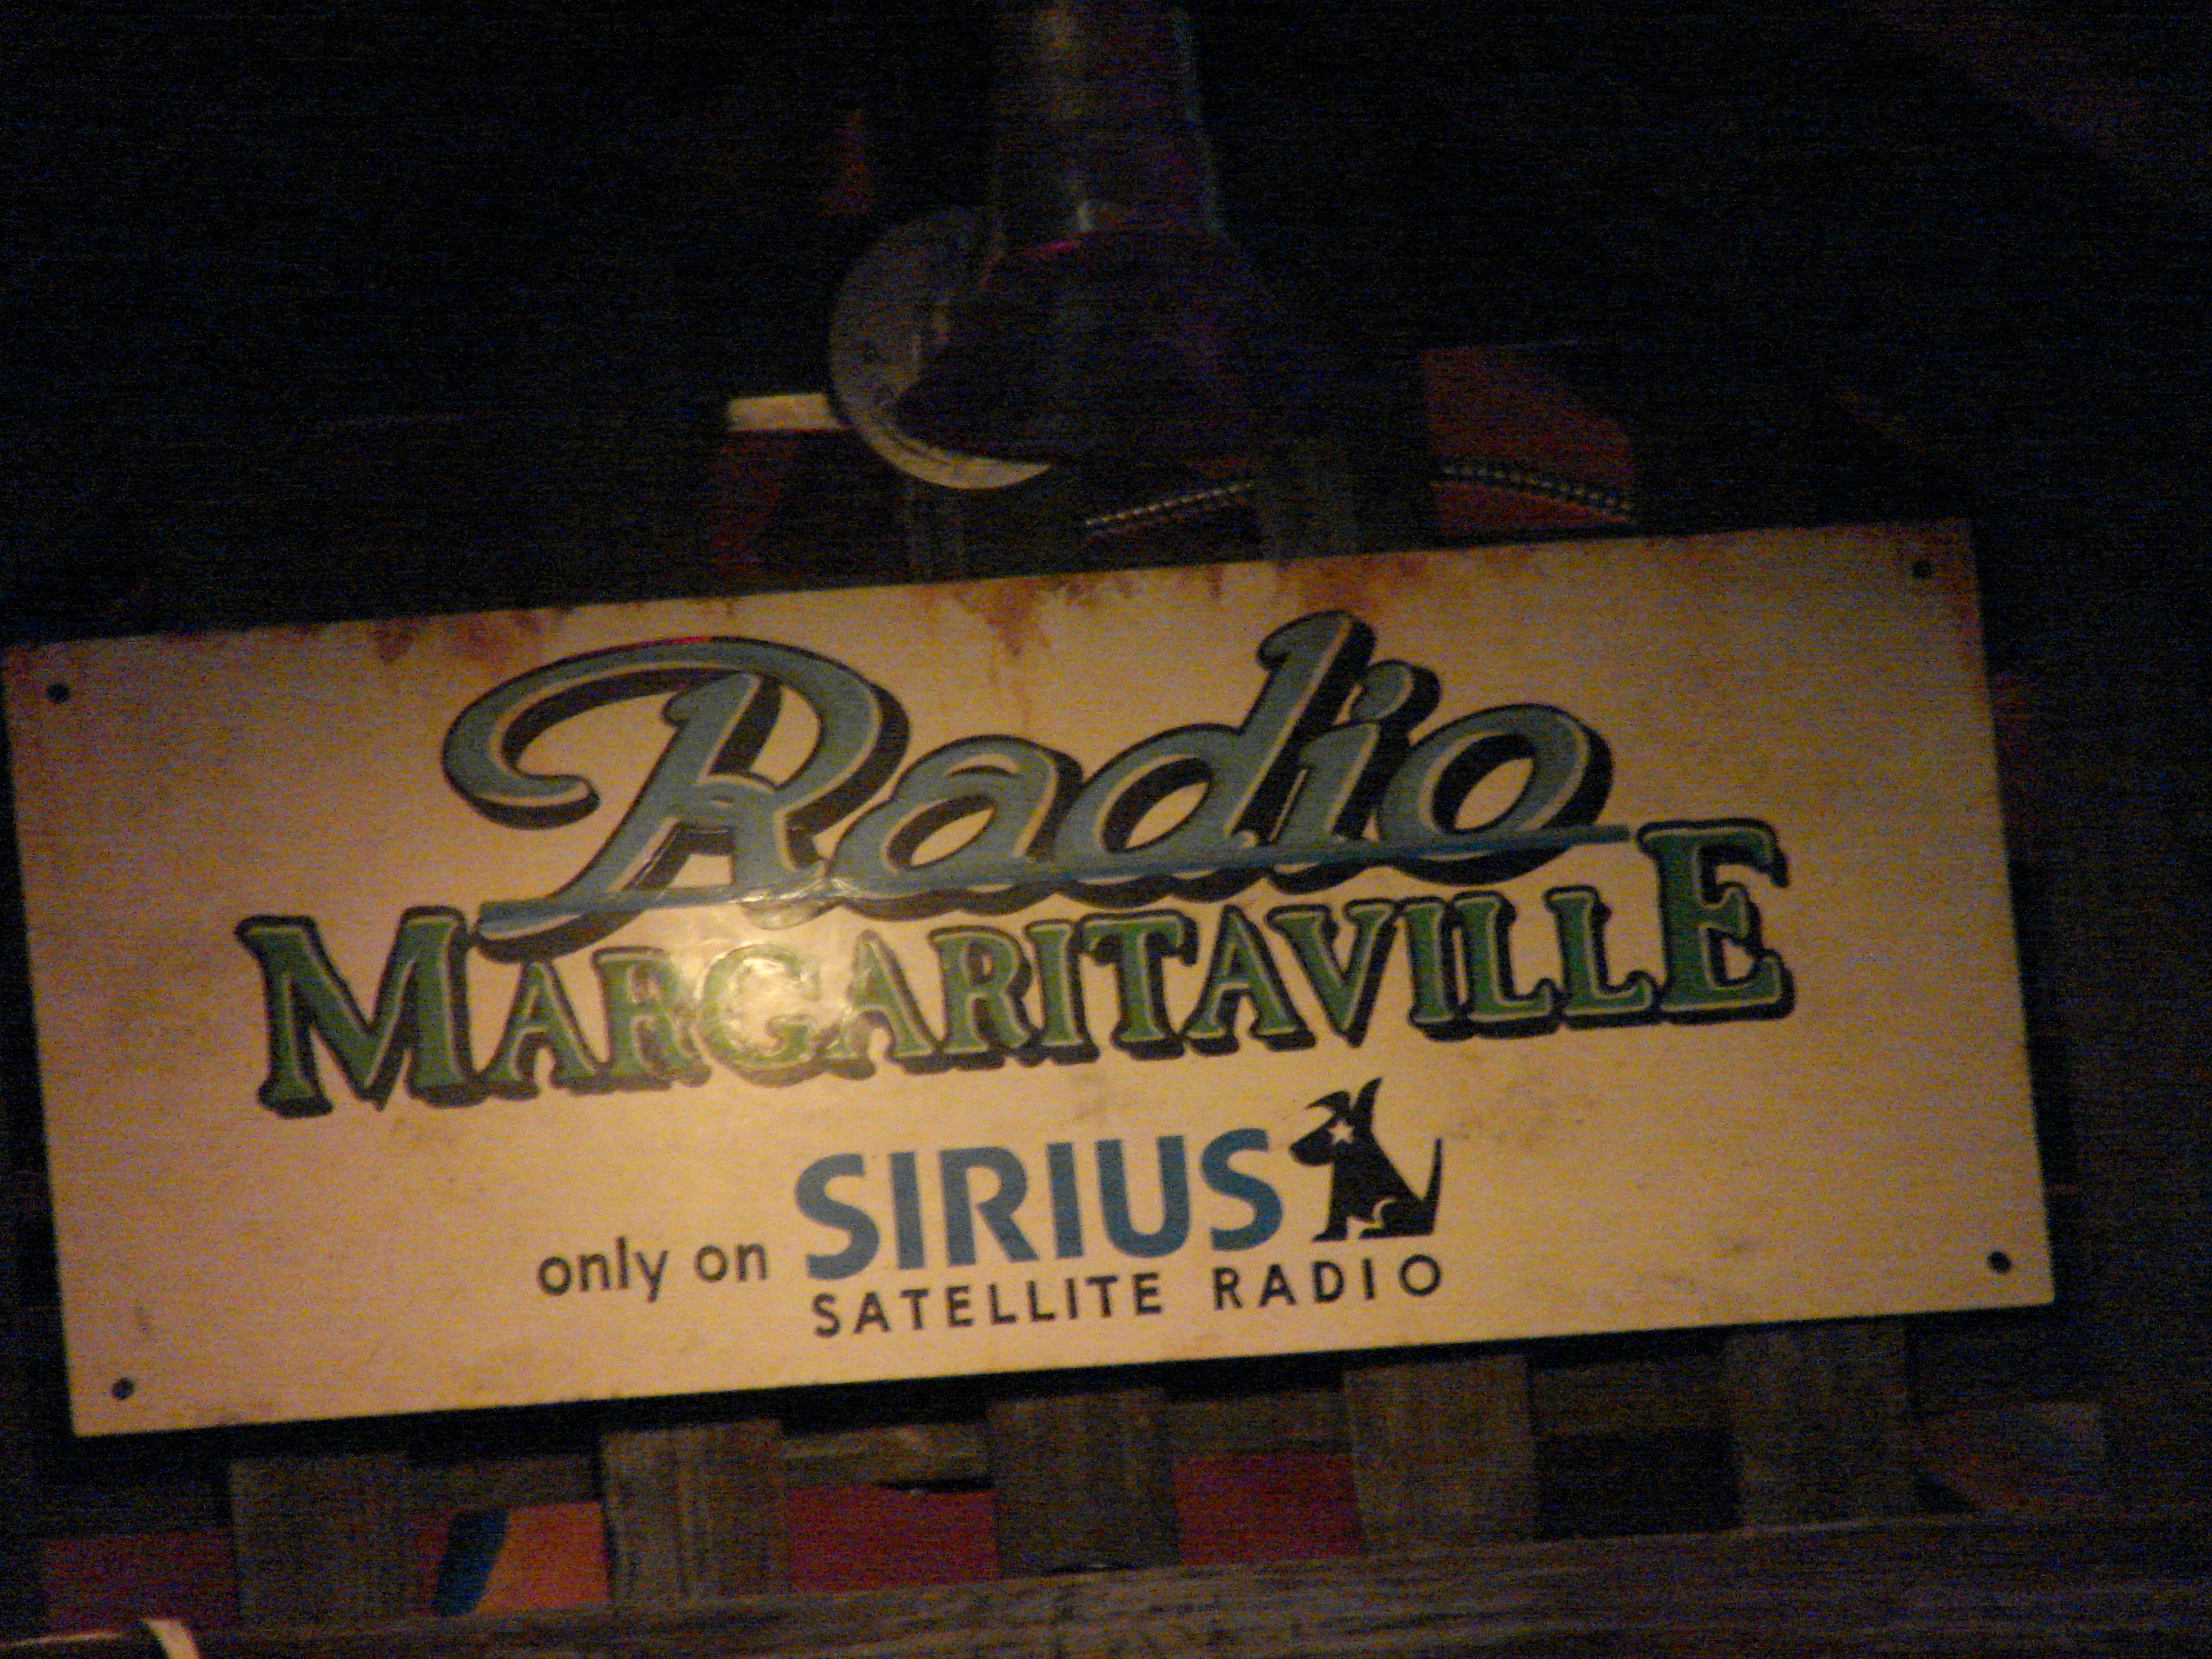 Radio
MARGARITAVILLE
only on SIRIUS
SATELLITE RADIO